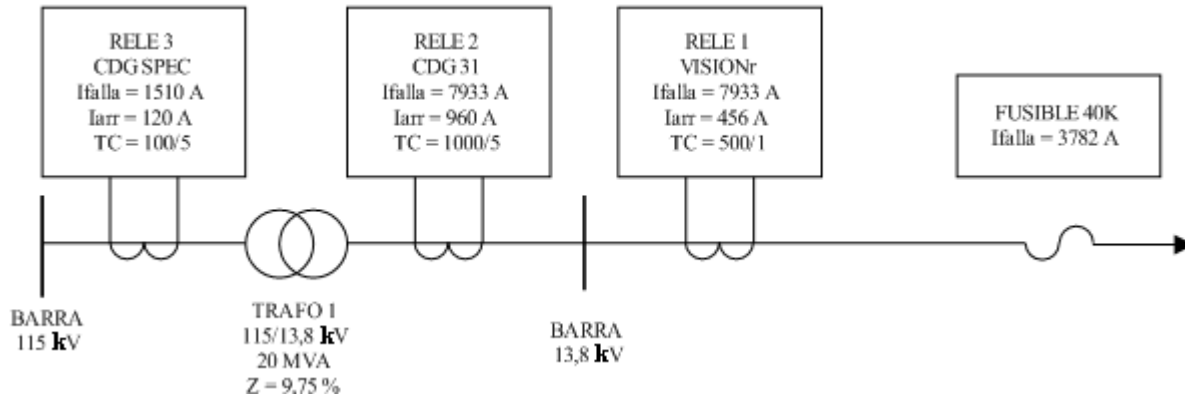 RELE 3
CDG SPEC
Ifalla = 1510 A
Iarr = 120 A
TC = 100/5
RELE 2
CDG 31
Ifalla = 7933 A
Iarr = 960 A
TC = 1000/5
RELE 1
VISIONr
Ifalla = 7933 A
Iarr = 456 A
TC = 500/1
FUSIBLE 40K
Ifalla = 3782 A
BARRA
115 kV
TRAFO 1
115/13,8 kV
20 MVA
Z = 9,75 %
BARRA
13,8 kV